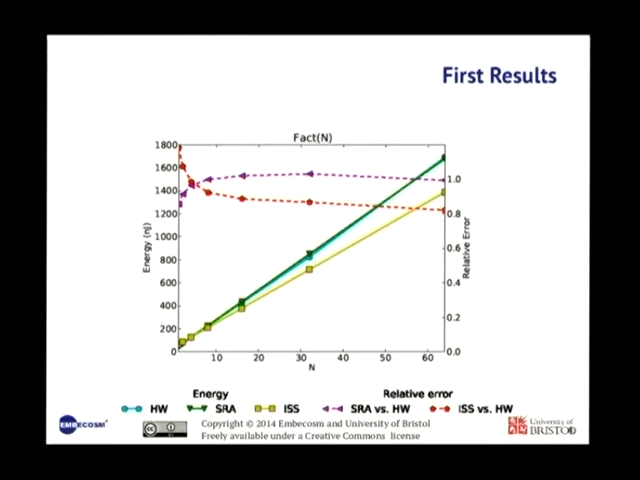 First Results
Fact(N)
1800
1600
1400
1200
1000
800
600
400
200
0
Energy (nJ)
1.0
0.8
0.6
0.4
0.2
0.0
Relative Error
10 20 30 40 50 60
N
Energy Relative error
HW SRA ISS SRA vs. HW ISS vs. HW
EMBECOSM
cc
Copyright © 2014 Embecosm and University of Bristol
Freely available under a Creative Commons license
University of
BRISTOL